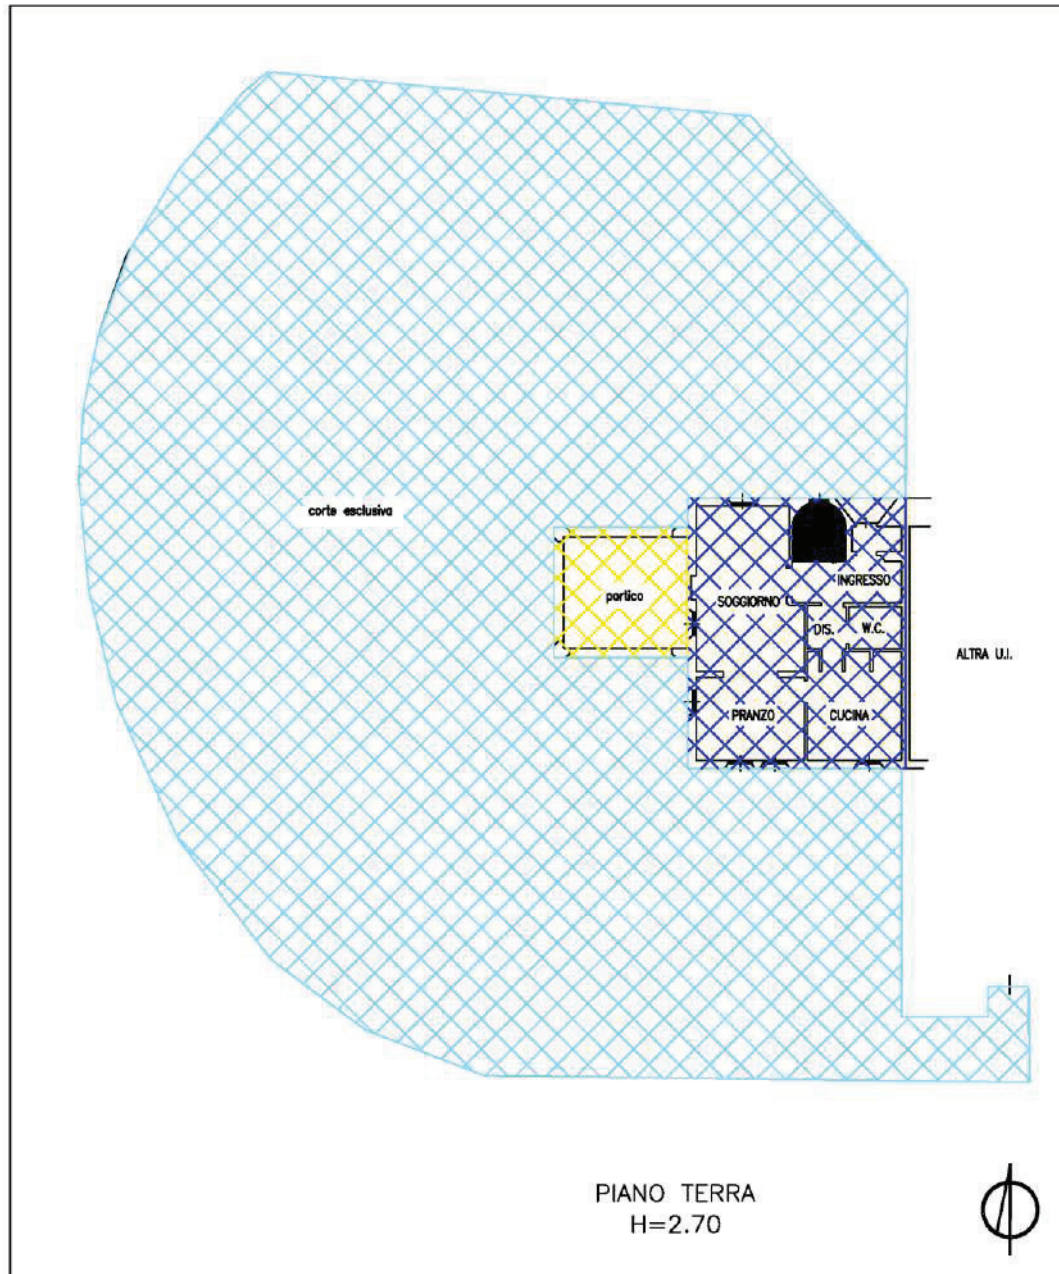 corte esclusiva
portico
SOGGIORNO
INGRESSO
DIS.
W.C.
ALTRA U.I.
PRANZO
CUCINA
PIANO TERRA
H=2.70